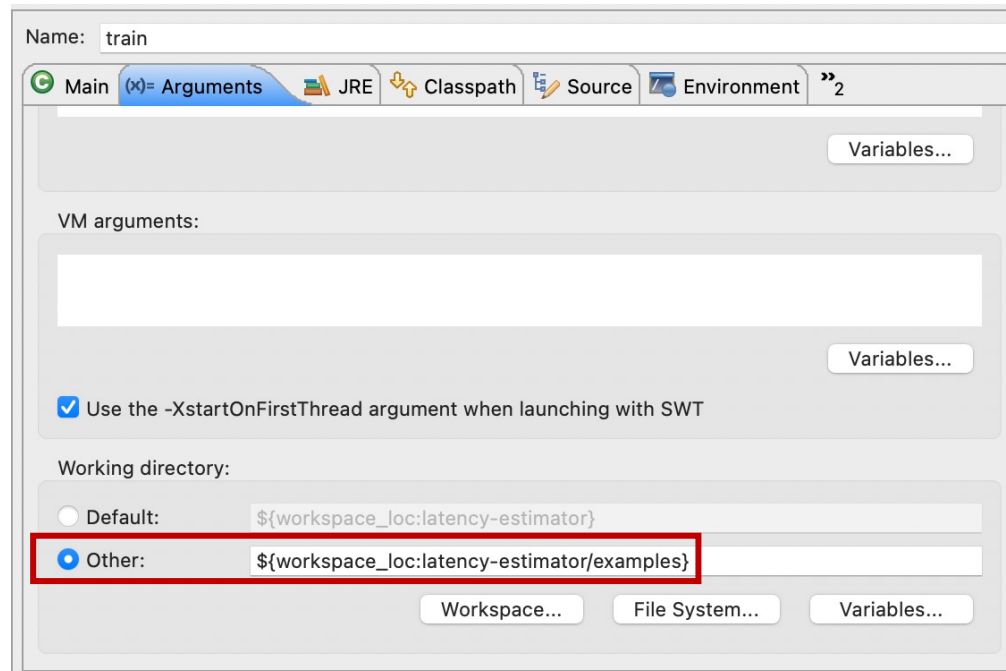 Name: train
Main (x)= Arguments JRE Classpath Source Environment »2
Variables...
VM arguments:
Variables...
Use the -XstartOnFirstThread argument when launching with SWT
Working directory:
Default: ${workspace_loc:latency-estimator}
Other: ${workspace_loc:latency-estimator/examples}
Workspace... File System... Variables...